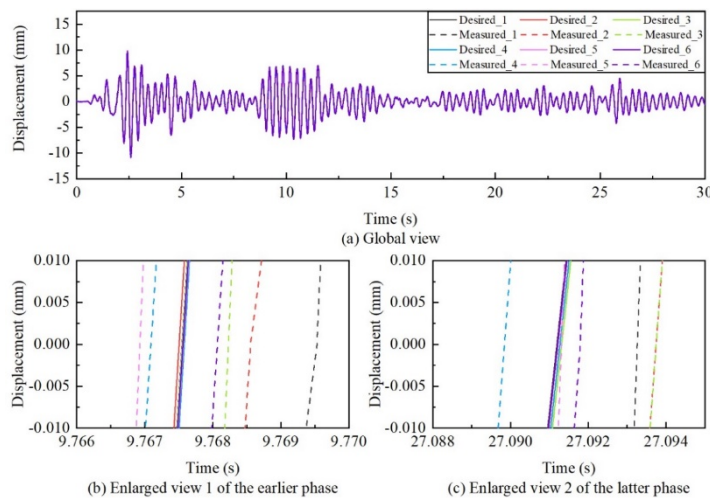 15
10
5
0
-5
-10
-15
Displacement (mm)
Desired_1 Desired_2 Desired_3
Measured_1 Measured_2 Measured_3
Desired_4 Desired_5 Desired_6
Measured_4 Measured_5 Measured_6
0 5 10 15 20 25 30
Time (s)
(a) Global view
0.010
0.005
0.000
-0.005
-0.010
Displacement (mm)
9.766 9.767 9.768 9.769 9.770
Time (s)
(b) Enlarged view 1 of the earlier phase
0.010
0.005
0.000
-0.005
-0.010
Displacement (mm)
27.088 27.090 27.092 27.094
Time (s)
(c) Enlarged view 2 of the latter phase